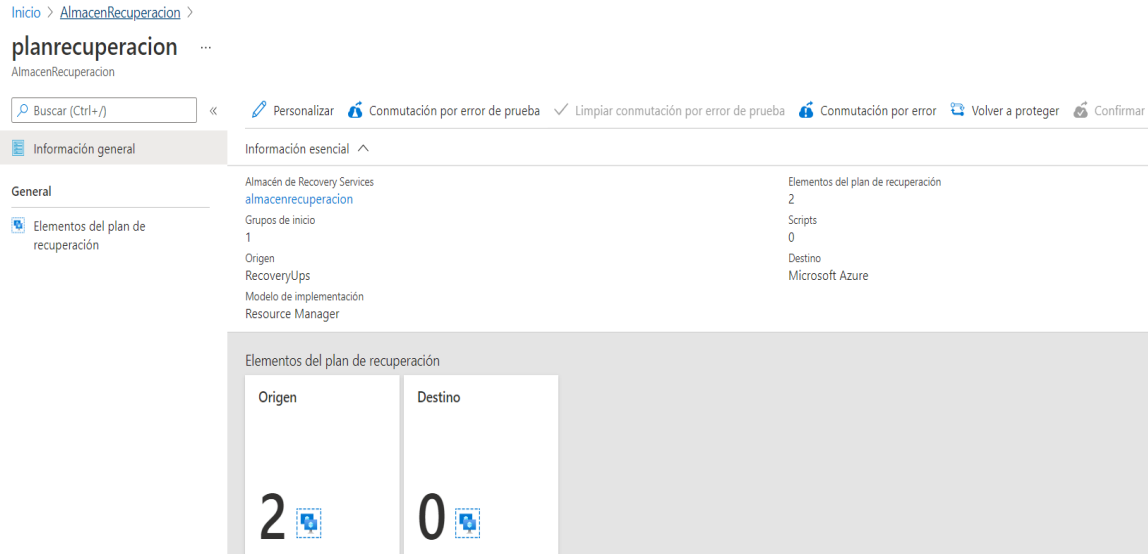 Inicio > AlmacenRecuperacion >
planrecuperacion ...
AlmacenRecuperacion
Buscar (Ctrl+/) «
Personalizar Conmutación por error de prueba Limpiar conmutación por error de prueba Conmutación por error Volver a proteger Confirmar
Información general
Información esencial
General
Elementos del plan de recuperación
Almacén de Recovery Services
almacenrecuperacion
Grupos de inicio
1
Origen
RecoveryUps
Modelo de implementación
Resource Manager
Elementos del plan de recuperación
2
Scripts
0
Destino
Microsoft Azure
Elementos del plan de recuperación
Origen
2
Destino
0